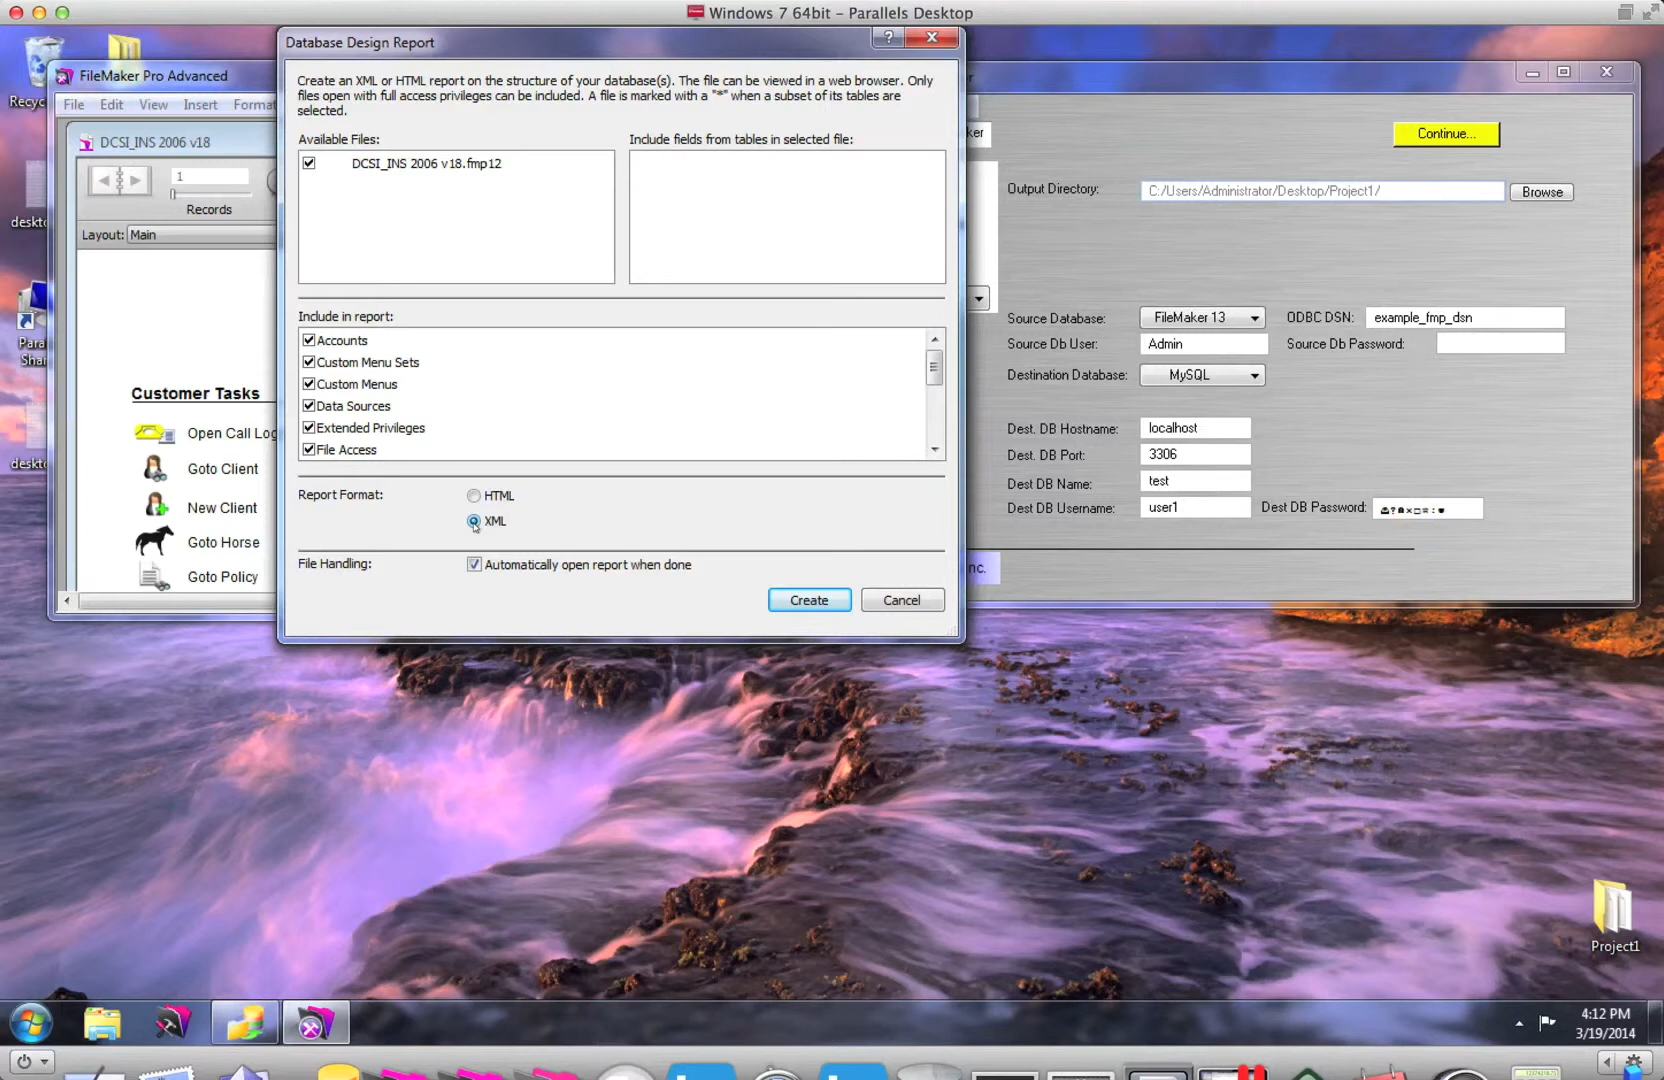 Windows 7 64bit - Parallels Desktop
Database Design Report
Create an XML or HTML report on the structure of your database(s). The file can be viewed in a web browser. Only
files open with full access privileges can be included. A file is marked with a "*" when a subset of its tables are
selected.
Available Files:
DCSI_INS 2006 v18.fmp12
Include fields from tables in selected file:
Include in report:
Accounts
Custom Menu Sets
Custom Menus
Data Sources
Extended Privileges
File Access
Report Format:
HTML
XML
File Handling:
Automatically open report when done
Create
Cancel
FileMaker Pro Advanced
File Edit View Insert Format
DCSI_INS 2006 v18
1
Records
Layout: Main
Customer Tasks
Open Call Log
Goto Client
New Client
Goto Horse
Goto Policy
Continue...
Output Directory:
C:/Users/Administrator/Desktop/Project1/
Browse
Source Database:
FileMaker 13
ODBC DSN:
example_fmp_dsn
Source Db User:
Admin
Source Db Password:
Destination Database:
MySQL
Dest. DB Hostname:
localhost
Dest. DB Port:
3306
Dest DB Name:
test
Dest DB Username:
user1
Dest DB Password:
nc.
Project1
4:12 PM
3/19/2014